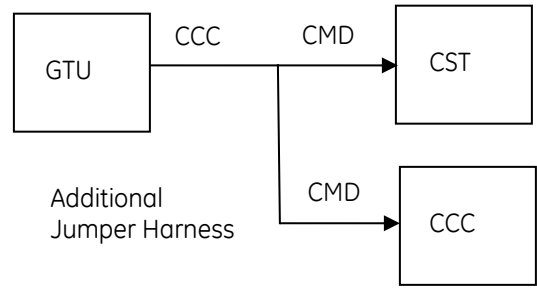 CCC
CMD
GTU
CST
Additional
Jumper Harness
CMD
CCC